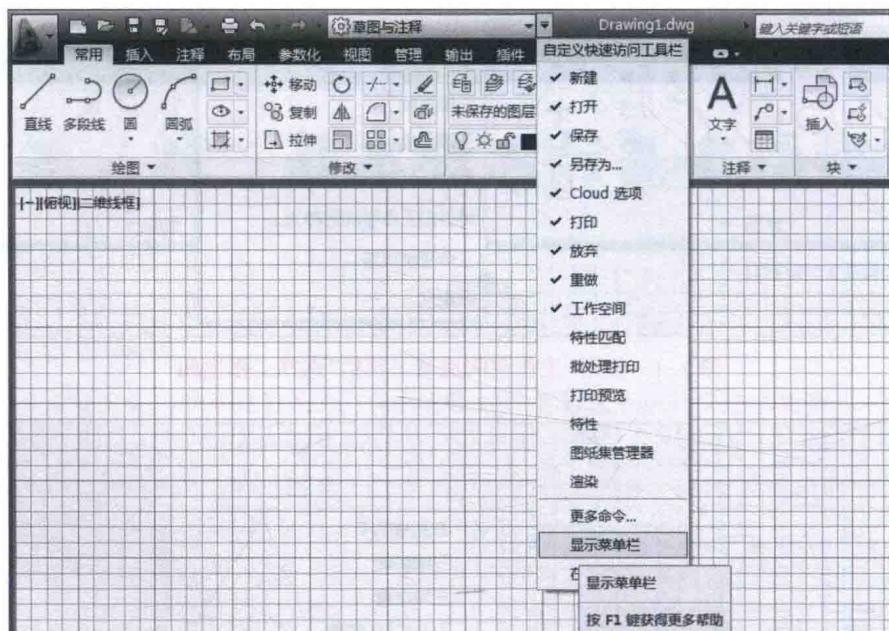 草图与注释
Drawing1.dwg
键入关键字或短语
常用 插入 注释 布局 参数化 视图 管理 输出 插件
自定义快速访问工具栏
直线 多段线 圆 圆弧
移动
复制
拉伸
未保存的图层
A
文字
插入
绘图
修改
注释
块
[-][俯视][二维线框]
新建
打开
保存
另存为...
Cloud 选项
打印
放弃
重做
工作空间
特性匹配
批处理打印
打印预览
特性
图纸集管理器
渲染
更多命令...
显示菜单栏
显示菜单栏
按 F1 键获得更多帮助